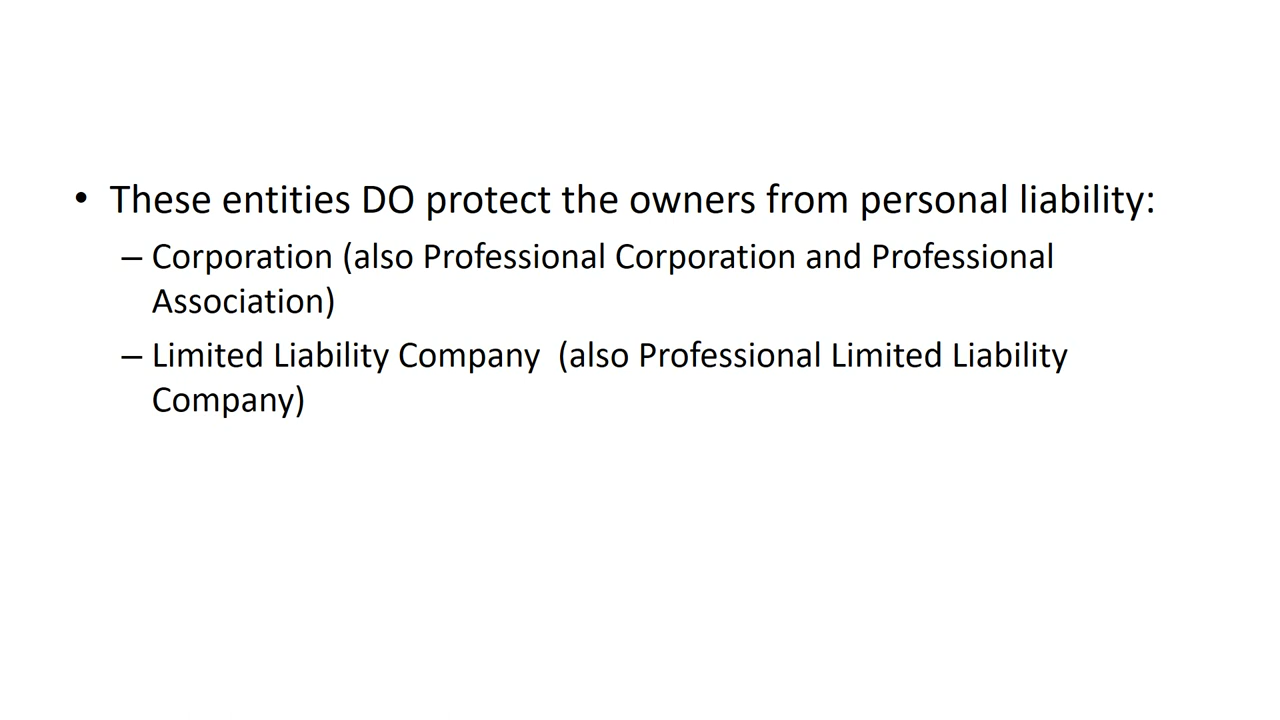 • These entities DO protect the owners from personal liability:
– Corporation (also Professional Corporation and Professional
Association)
– Limited Liability Company  (also Professional Limited Liability
Company)